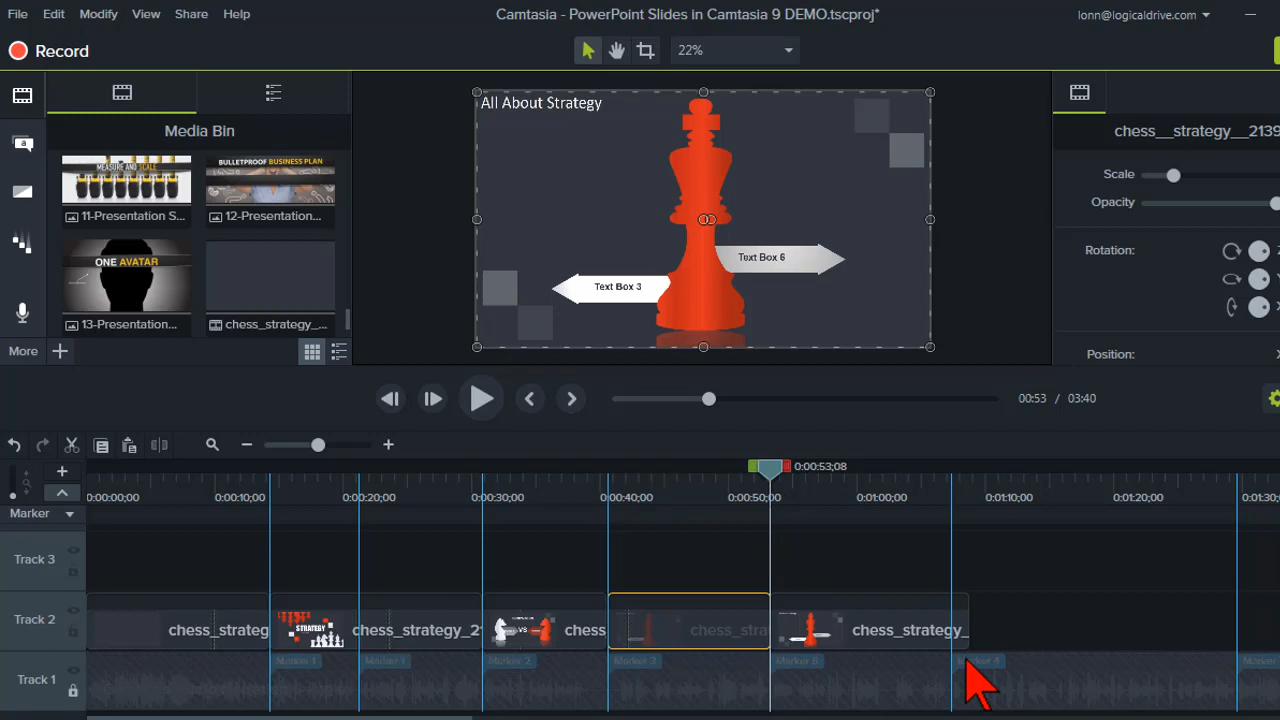 File Edit Modify View Share Help
Camtasia - PowerPoint Slides in Camtasia 9 DEMO.tscproj*
lonn@logicaldrive.com
Record
22%
Media Bin
MEASURE AND SCALE
BULLETPROOF BUSINESS PLAN
11-Presentation S...
12-Presentation...
ONE AVATAR
13-Presentation...
chess_strategy_...
More
All About Strategy
Text Box 6
Text Box 3
chess__strategy__2139
Scale
Opacity
Rotation:
Position:
00:53 / 03:40
0:00:53;08
0:00:00;00
0:00:10;00
0:00:20;00
0:00:30;00
0:00:40;00
0:00:50;00
0:01:00;00
0:01:10;00
0:01:20;00
0:01:30;
Marker
Track 3
Track 2
chess_strateg
STRATEGY
chess_strategy_2
VS
chess
chess_stra
chess_strategy_
Track 1
Marker 1
Marker 1
Marker 2
Marker 3